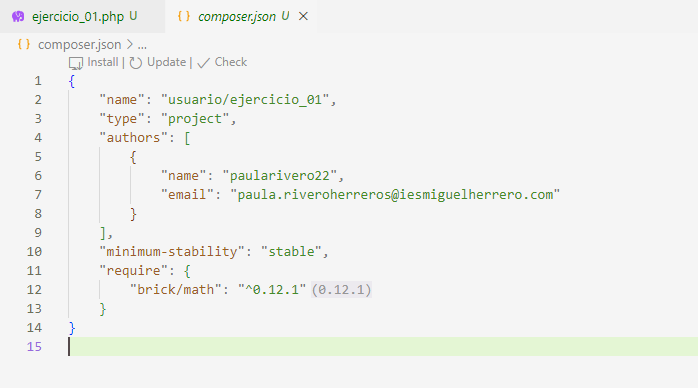 ejercicio_01.php U
{} composer.json U ×
{} composer.json > ...
Install | Update | Check
1 {
2 "name": "usuario/ejercicio_01",
3 "type": "project",
4 "authors": [
5 {
6 "name": "paularivero22",
7 "email": "paula.riveroherreros@iesmiguelherrero.com"
8 }
9 ],
10 "minimum-stability": "stable",
11 "require": {
12 "brick/math": "^0.12.1" (0.12.1)
13 }
14 }
15